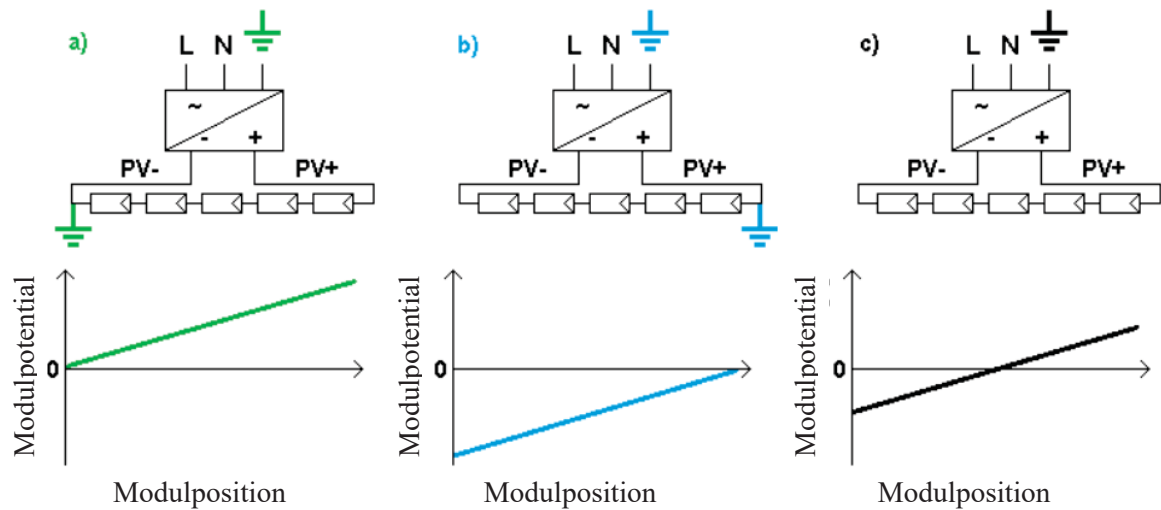 a)
L N
~
- +
PV- PV+
Modulpotential
0
Modulposition
b)
L N
~
- +
PV- PV+
Modulpotential
0
Modulposition
c)
L N
~
- +
PV- PV+
Modulpotential
0
Modulposition